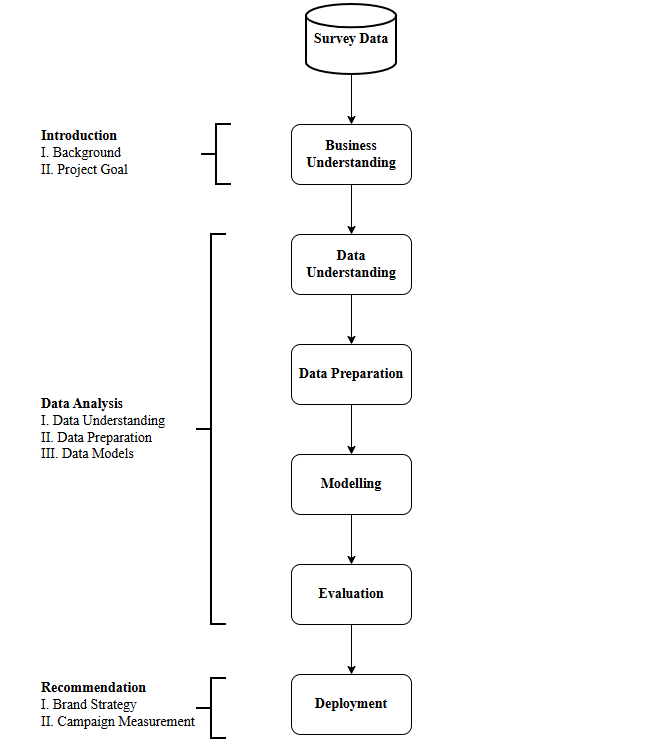 Survey Data
Introduction
I. Background
II. Project Goal
Business
Understanding
Data
Understanding
Data Preparation
Data Analysis
I. Data Understanding
II. Data Preparation
III. Data Models
Modelling
Evaluation
Recommendation
I. Brand Strategy
II. Campaign Measurement
Deployment